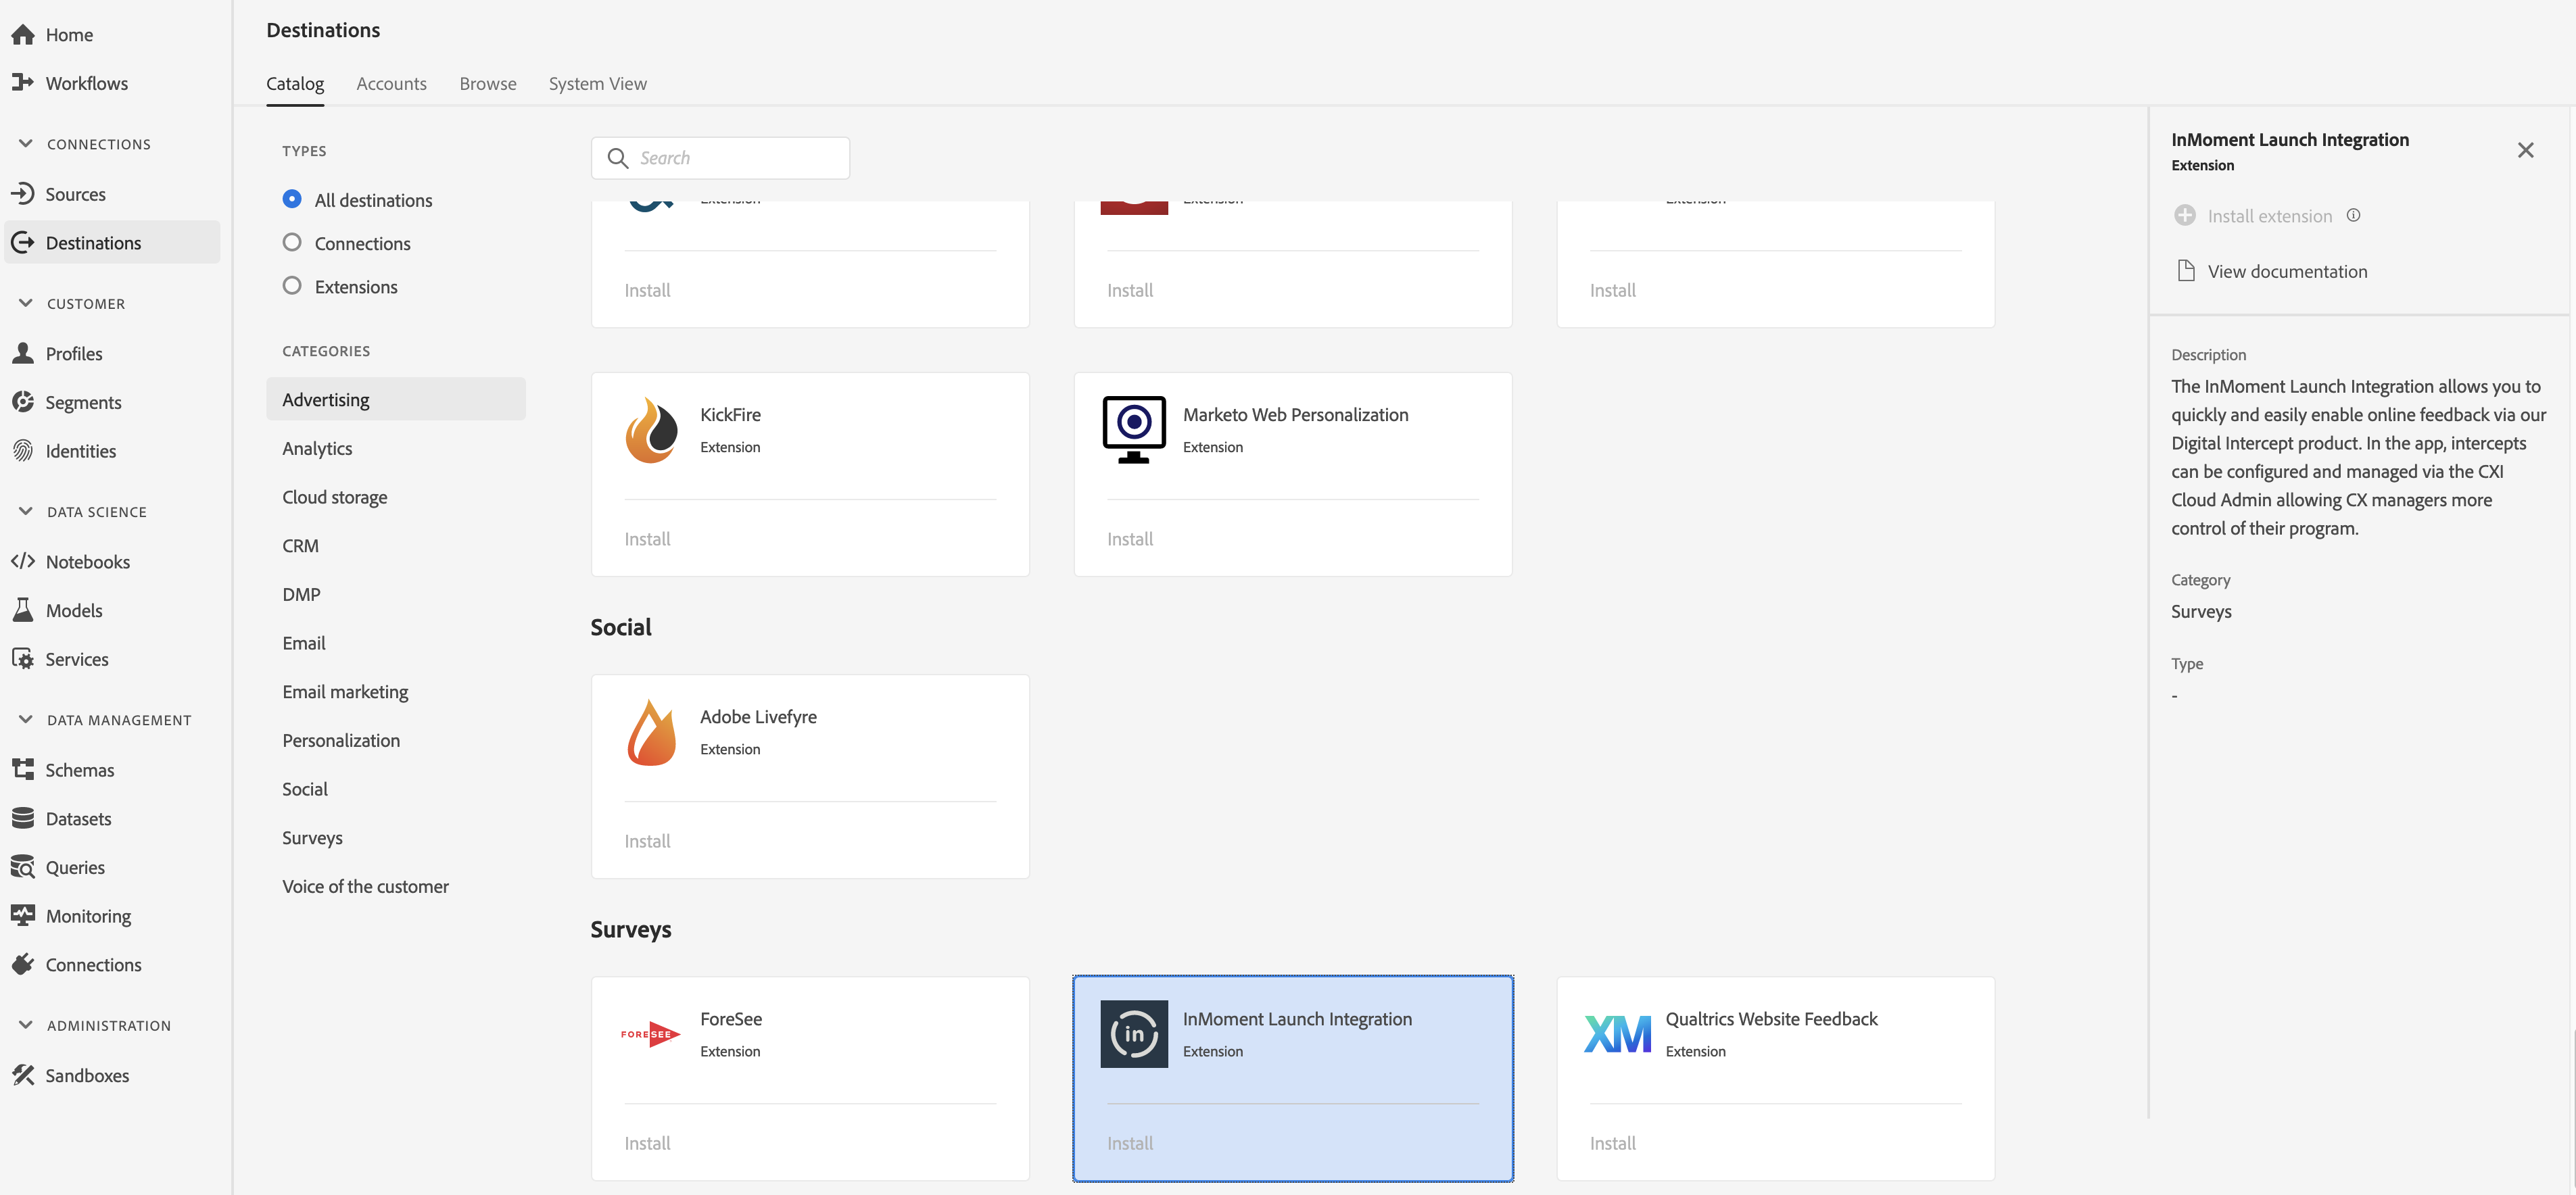 Home
Workflows
CONNECTIONS
Sources
Destinations
CUSTOMER
Profiles
Segments
Identities
DATA SCIENCE
Notebooks
Models
Services
DATA MANAGEMENT
Schemas
Datasets
Queries
Monitoring
Connections
ADMINISTRATION
Sandboxes
Destinations
Catalog Accounts Browse System View
TYPES
All destinations
Connections
Extensions
CATEGORIES
Advertising
Analytics
Cloud storage
CRM
DMP
Email
Email marketing
Personalization
Social
Surveys
Voice of the customer
Search
Extension Extension Extension
Install Install Install
KickFire
Extension
Install
Marketo Web Personalization
Extension
Install
Social
Adobe Livefyre
Extension
Install
Surveys
FORESEE
ForeSee
Extension
Install
in
InMoment Launch Integration
Extension
Install
XM
Qualtrics Website Feedback
Extension
Install
InMoment Launch Integration
Extension
Install extension
View documentation
Description
The InMoment Launch Integration allows you to
quickly and easily enable online feedback via our
Digital Intercept product. In the app, intercepts
can be configured and managed via the CXI
Cloud Admin allowing CX managers more
control of their program.
Category
Surveys
Type
-